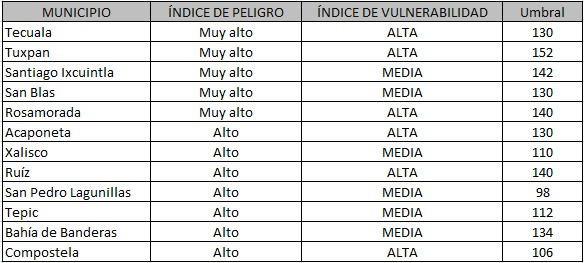 MUNICIPIO ÍNDICE DE PELIGRO ÍNDICE DE VULNERABILIDAD Umbral
Tecuala Muy alto ALTA 130
Tuxpan Muy alto ALTA 152
Santiago Ixcuintla Muy alto MEDIA 142
San Blas Muy alto MEDIA 130
Rosamorada Muy alto ALTA 140
Acaponeta Alto ALTA 130
Xalisco Alto MEDIA 110
Ruíz Alto ALTA 140
San Pedro Lagunillas Alto MEDIA 98
Tepic Alto MEDIA 112
Bahía de Banderas Alto MEDIA 134
Compostela Alto ALTA 106